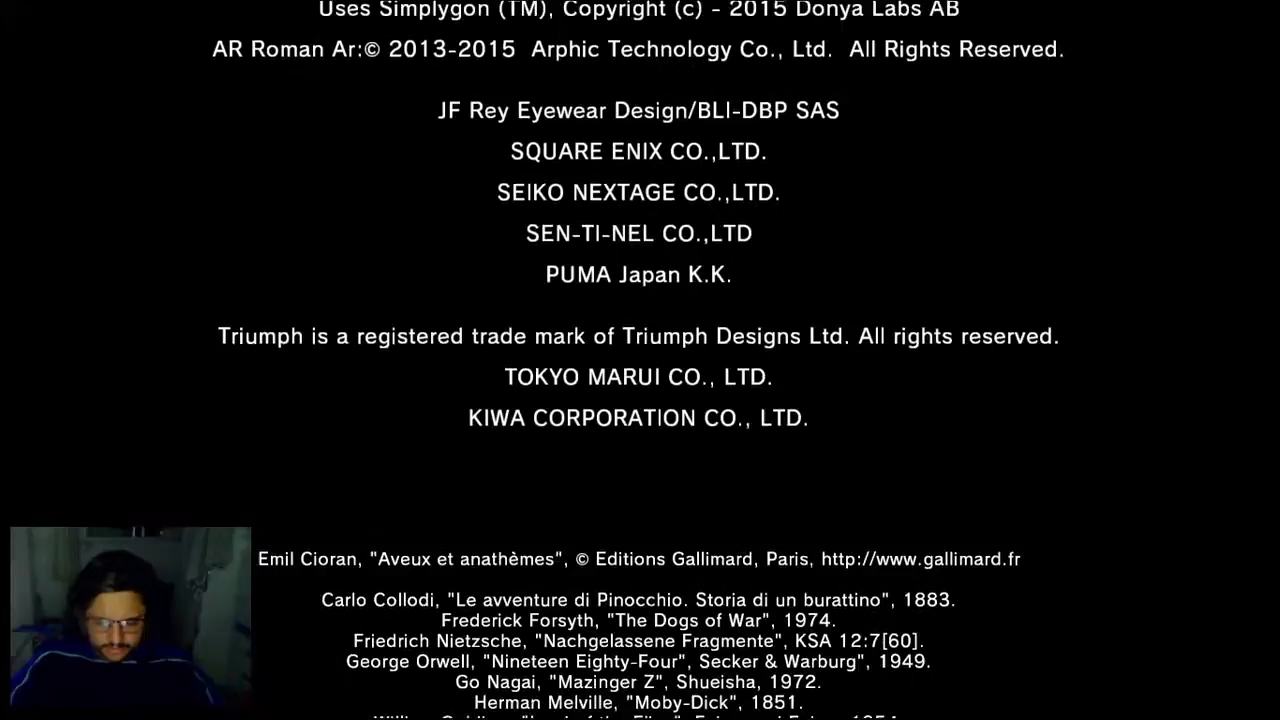 Uses Simplygon (TM), Copyright (c) - 2015 Donya Labs AB
AR Roman Ar:© 2013-2015 Arphic Technology Co., Ltd. All Rights Reserved.
JF Rey Eyewear Design/BLI-DBP SAS
SQUARE ENIX CO.,LTD.
SEIKO NEXTAGE CO.,LTD.
SEN-TI-NEL CO.,LTD
PUMA Japan K.K.
Triumph is a registered trade mark of Triumph Designs Ltd. All rights reserved.
TOKYO MARUI CO., LTD.
KIWA CORPORATION CO., LTD.
Emil Cioran, "Aveux et anathèmes", © Editions Gallimard, Paris, http://www.gallimard.fr
Carlo Collodi, "Le avventure di Pinocchio. Storia di un burattino", 1883.
Frederick Forsyth, "The Dogs of War", 1974.
Friedrich Nietzsche, "Nachgelassene Fragmente", KSA 12:7[60].
George Orwell, "Nineteen Eighty-Four", Secker & Warburg", 1949.
Go Nagai, "Mazinger Z", Shueisha, 1972.
Herman Melville, "Moby-Dick", 1851.